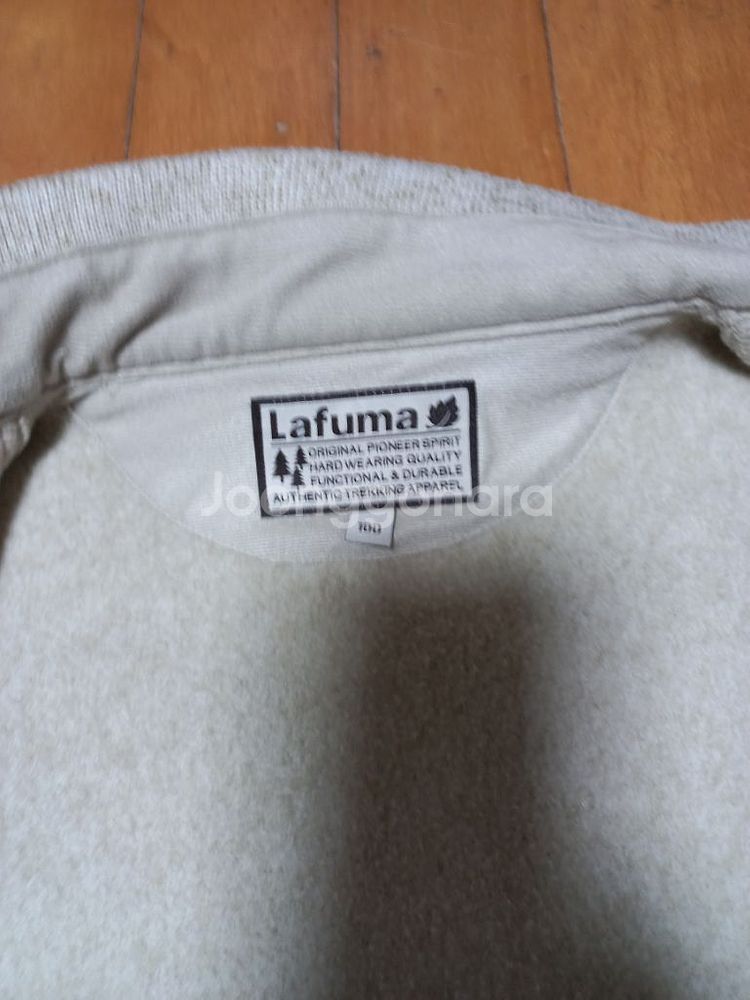 Lafuma
ORIGINAL PIONEER SPIRIT
HARD WEARING QUALITY
FUNCTIONAL & DURABLE
AUTHENTIC TREKKING APPAREL
Joonggonara
100